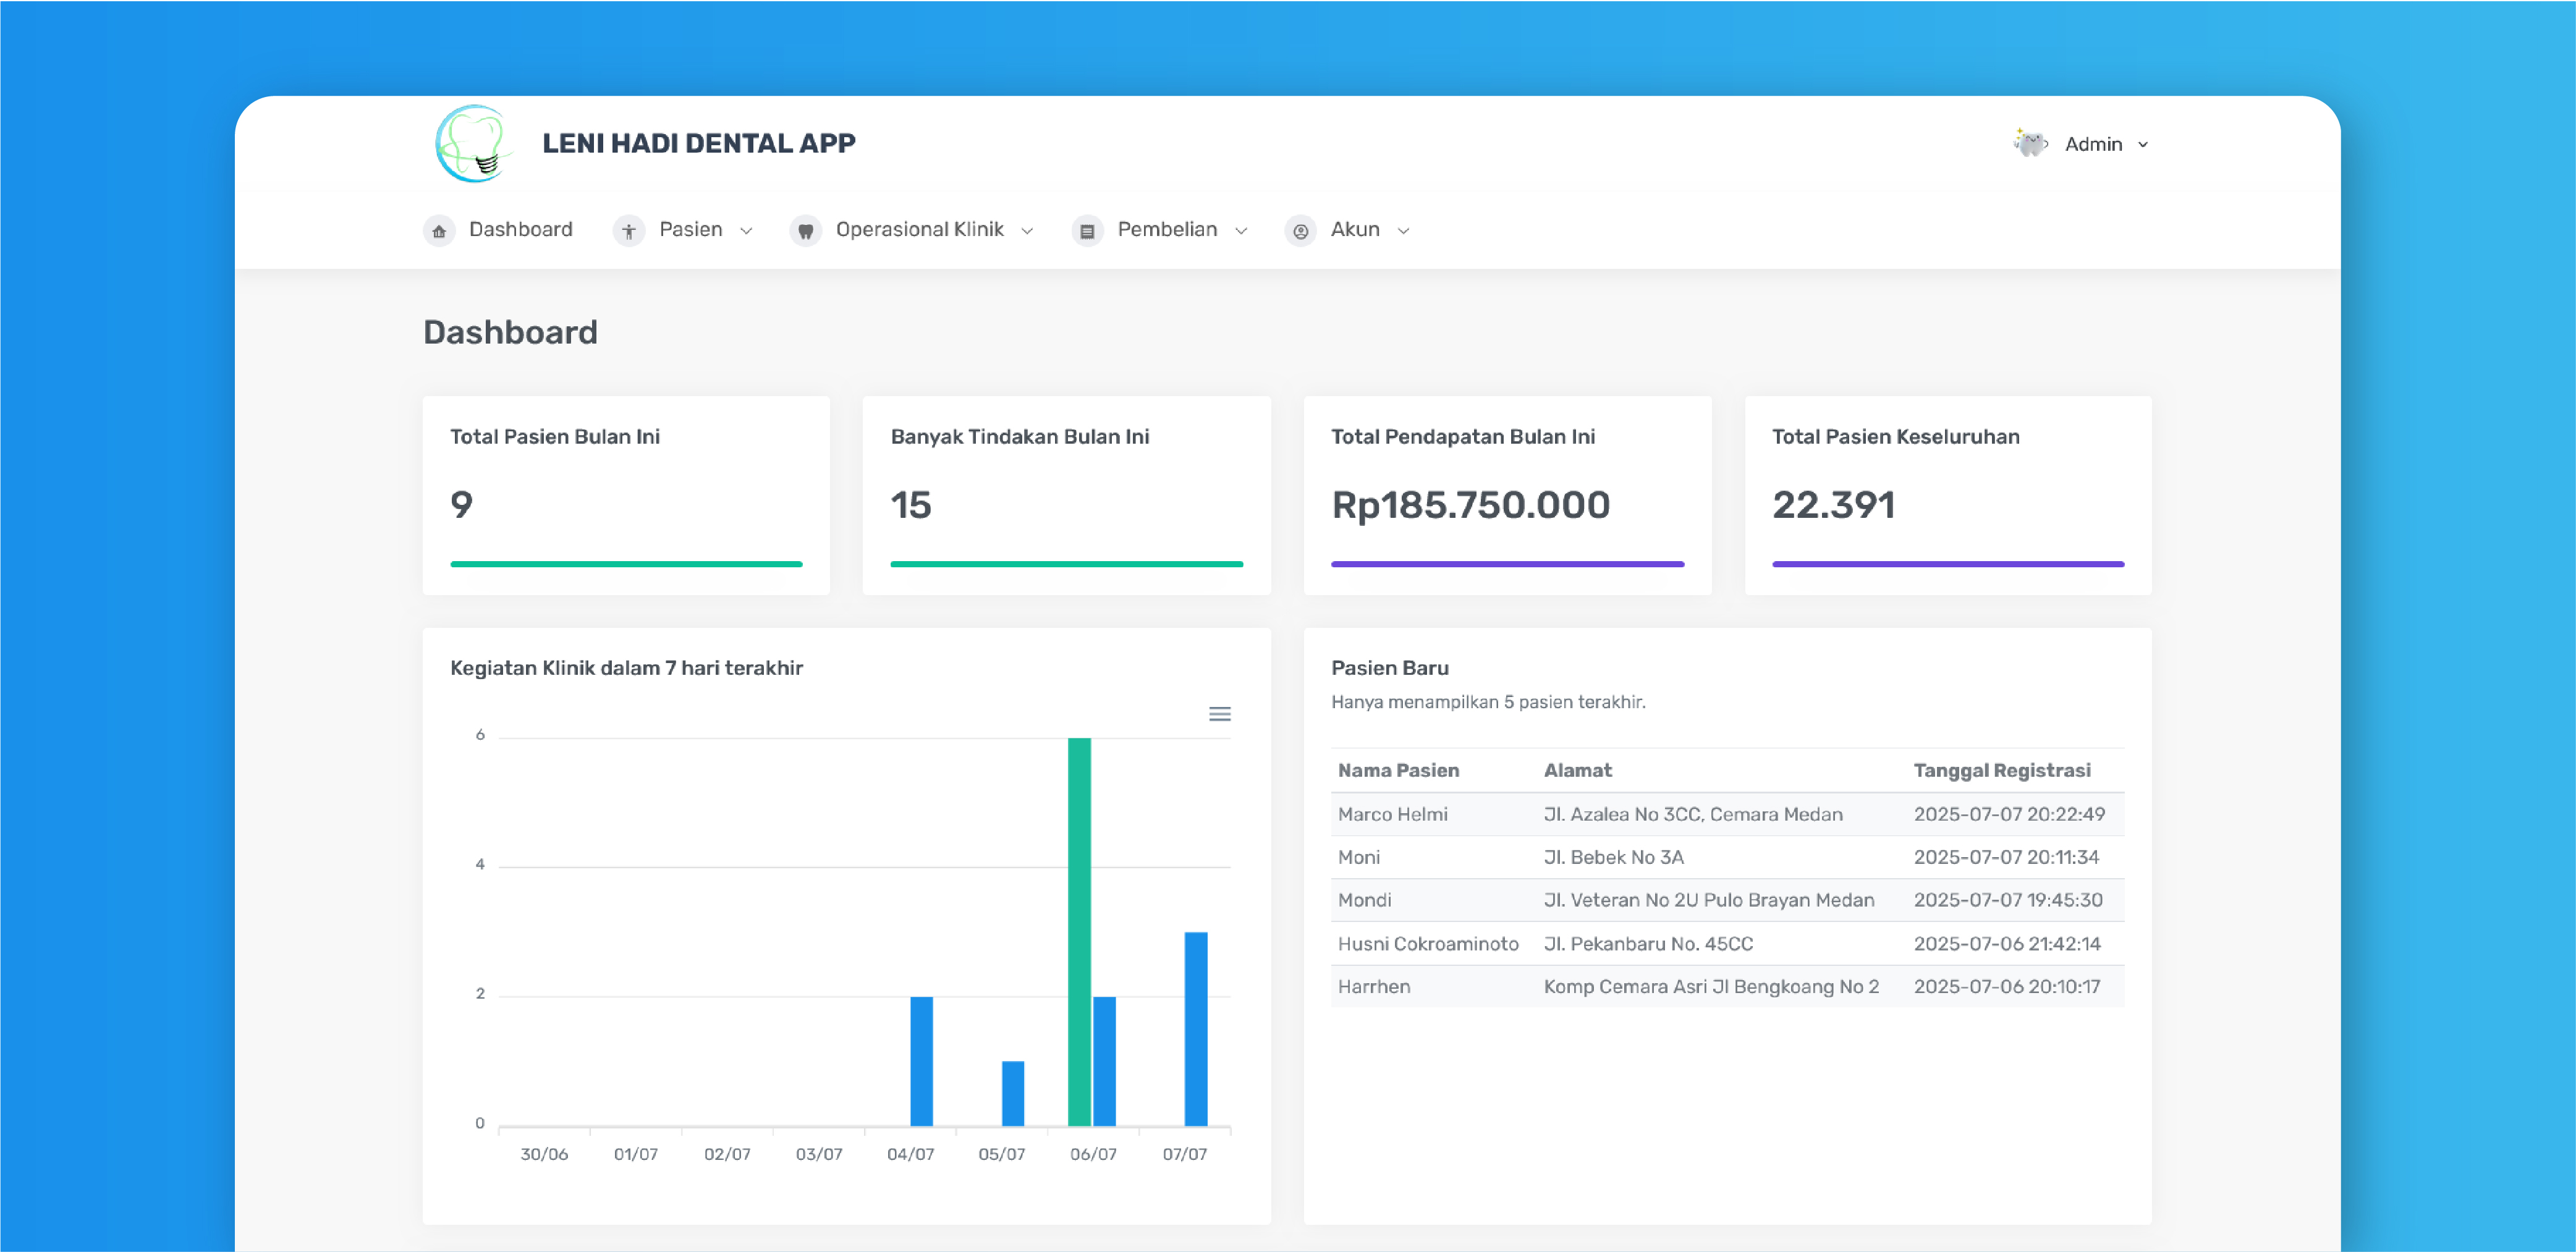 LENI HADI DENTAL APP
Admin
Dashboard
Pasien
Operasional Klinik
Pembelian
Akun
Dashboard
Total Pasien Bulan Ini
9
Banyak Tindakan Bulan Ini
15
Total Pendapatan Bulan Ini
Rp185.750.000
Total Pasien Keseluruhan
22.391
Kegiatan Klinik dalam 7 hari terakhir
6
4
2
0
30/06 01/07 02/07 03/07 04/07 05/07 06/07 07/07
Pasien Baru
Hanya menampilkan 5 pasien terakhir.
Nama Pasien Alamat Tanggal Registrasi
Marco Helmi Jl. Azalea No 3CC, Cemara Medan 2025-07-07 20:22:49
Moni Jl. Bebek No 3A 2025-07-07 20:11:34
Mondi Jl. Veteran No 2U Pulo Brayan Medan 2025-07-07 19:45:30
Husni Cokroaminoto Jl. Pekanbaru No. 45CC 2025-07-06 21:42:14
Harrhen Komp Cemara Asri Jl Bengkoang No 2 2025-07-06 20:10:17